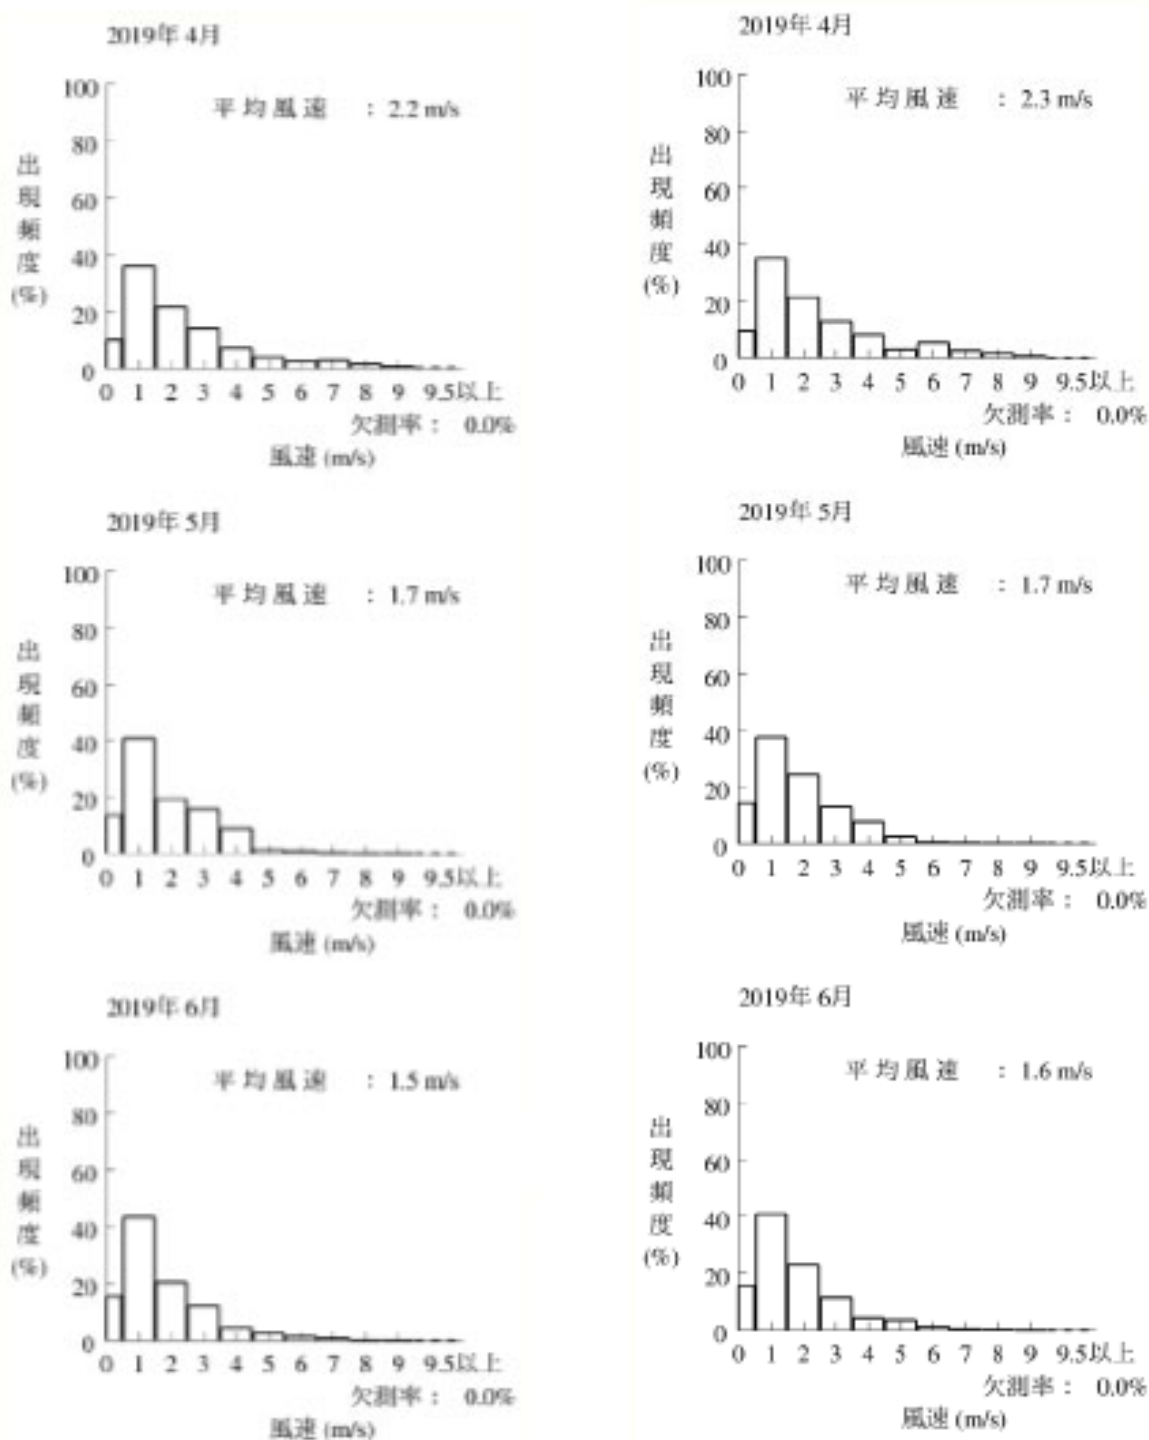 2019年 4月
平均風速 : 2.2 m/s
出現頻度(%)
100
80
60
40
20
0
0 1 2 3 4 5 6 7 8 9 9.5以上
欠測率 : 0.0%
風速 (m/s)
2019年 4月
平均風速 : 2.3 m/s
出現頻度(%)
100
80
60
40
20
0
0 1 2 3 4 5 6 7 8 9 9.5以上
欠測率 : 0.0%
風速 (m/s)
2019年 5月
平均風速 : 1.7 m/s
出現頻度(%)
100
80
60
40
20
0
0 1 2 3 4 5 6 7 8 9 9.5以上
欠測率 : 0.0%
風速 (m/s)
2019年 5月
平均風速 : 1.7 m/s
出現頻度(%)
100
80
60
40
20
0
0 1 2 3 4 5 6 7 8 9 9.5以上
欠測率 : 0.0%
風速 (m/s)
2019年 6月
平均風速 : 1.5 m/s
出現頻度(%)
100
80
60
40
20
0
0 1 2 3 4 5 6 7 8 9 9.5以上
欠測率 : 0.0%
風速 (m/s)
2019年 6月
平均風速 : 1.6 m/s
出現頻度(%)
100
80
60
40
20
0
0 1 2 3 4 5 6 7 8 9 9.5以上
欠測率 : 0.0%
風速 (m/s)